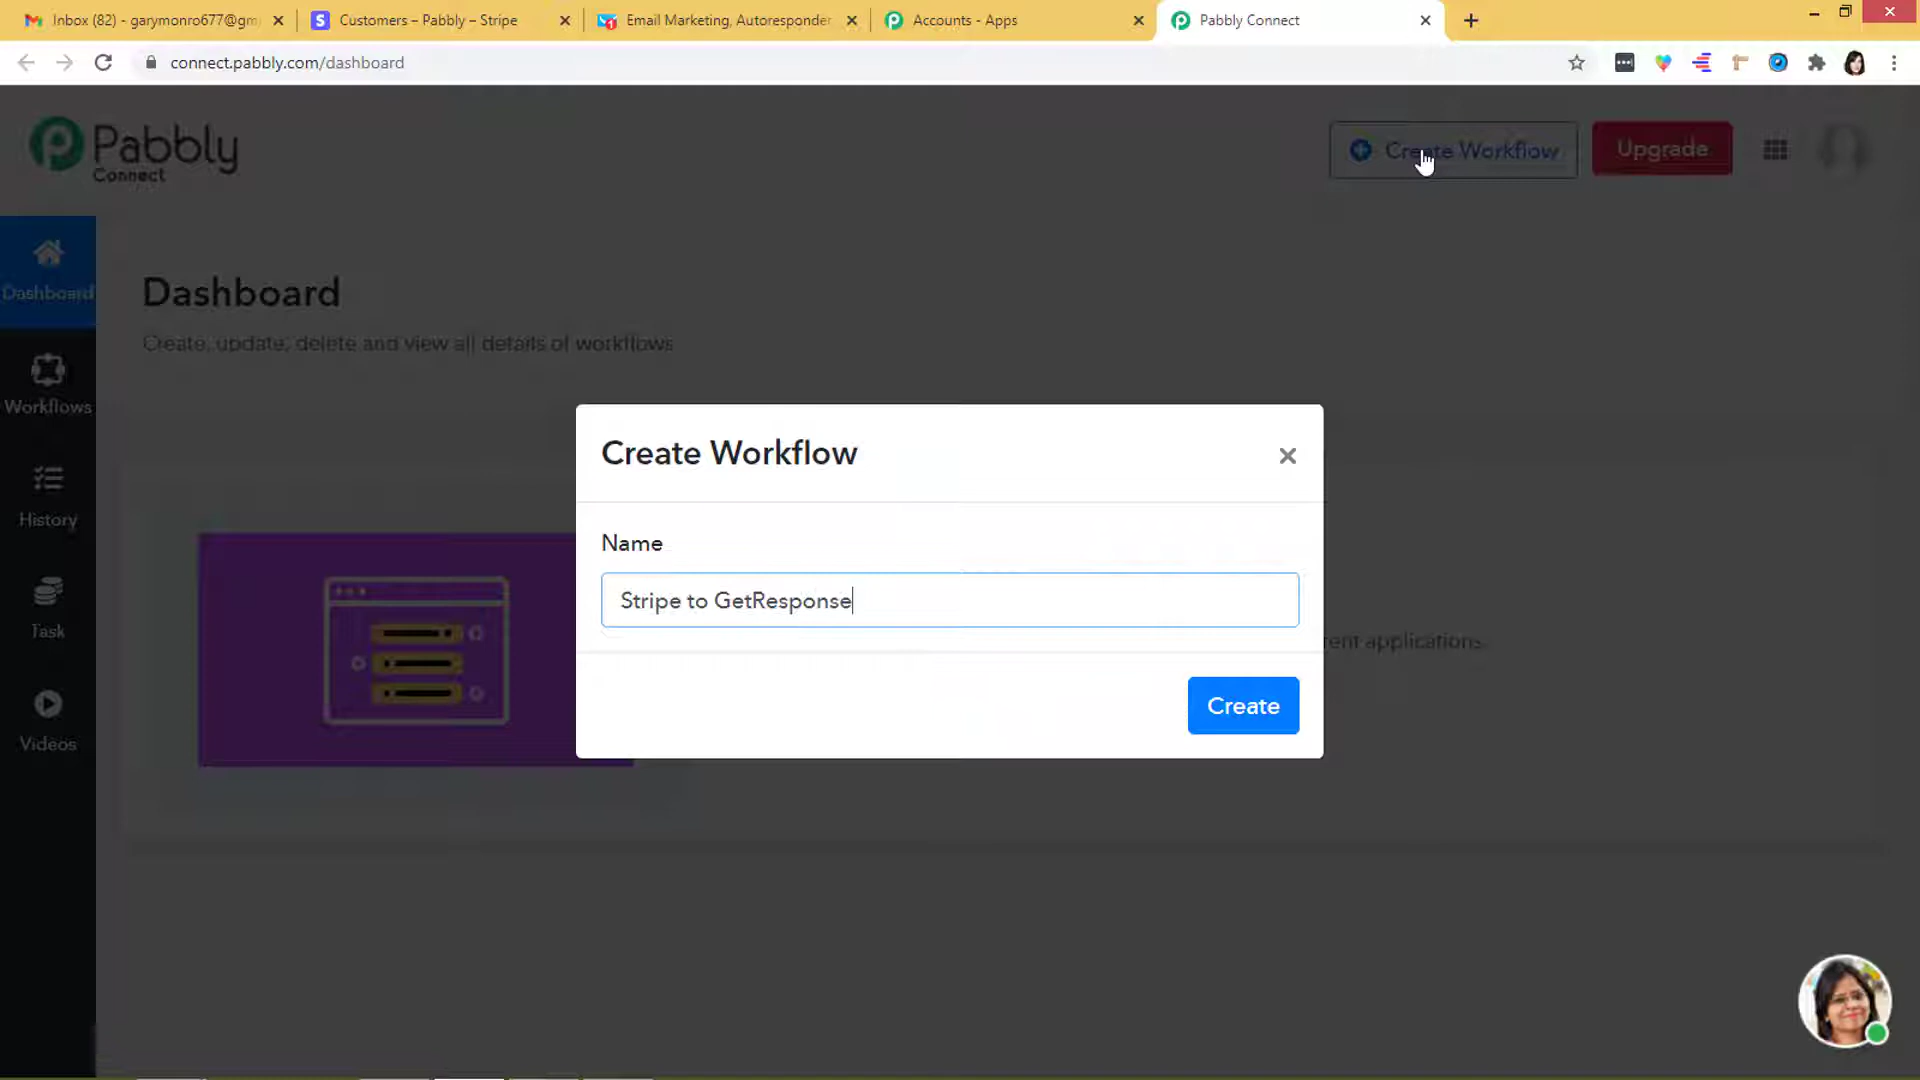 Inbox (82) - garymonro677@gm
Customers – Pabbly – Stripe
Email Marketing, Autoresponder
Accounts - Apps
Pabbly Connect
connect.pabbly.com/dashboard
Pabbly
Connect
Create Workflow
Upgrade
Dashboard
Workflows
History
Task
Videos
Dashboard
Create, update, delete and view all details of workflows
Create Workflow
Name
Stripe to GetResponse
rent applications.
Create